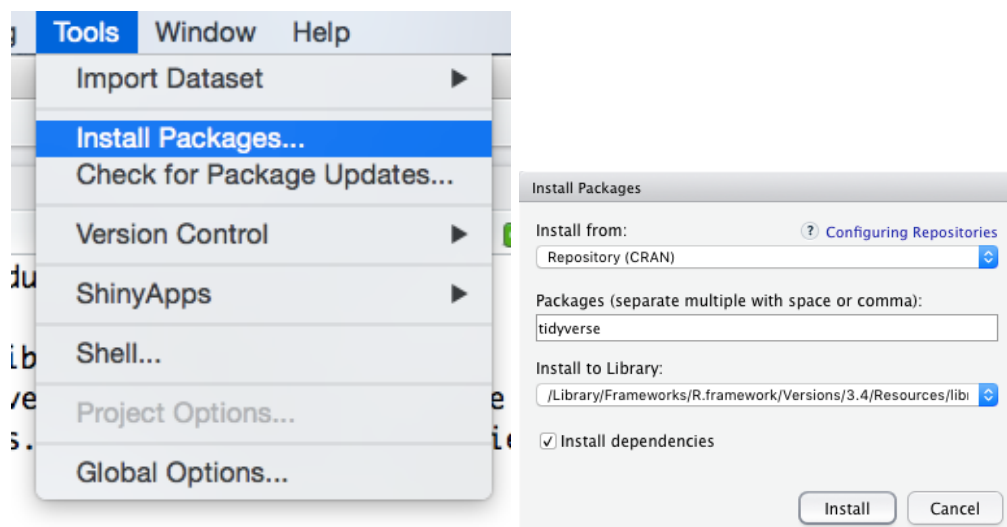 Tools Window Help
Import Dataset
Install Packages...
Check for Package Updates...
Version Control
ShinyApps
Shell...
Project Options...
Global Options...
Install Packages
Install from:
? Configuring Repositories
Repository (CRAN)
Packages (separate multiple with space or comma):
tidyverse
Install to Library:
/Library/Frameworks/R.framework/Versions/3.4/Resources/libr
Install dependencies
Install Cancel